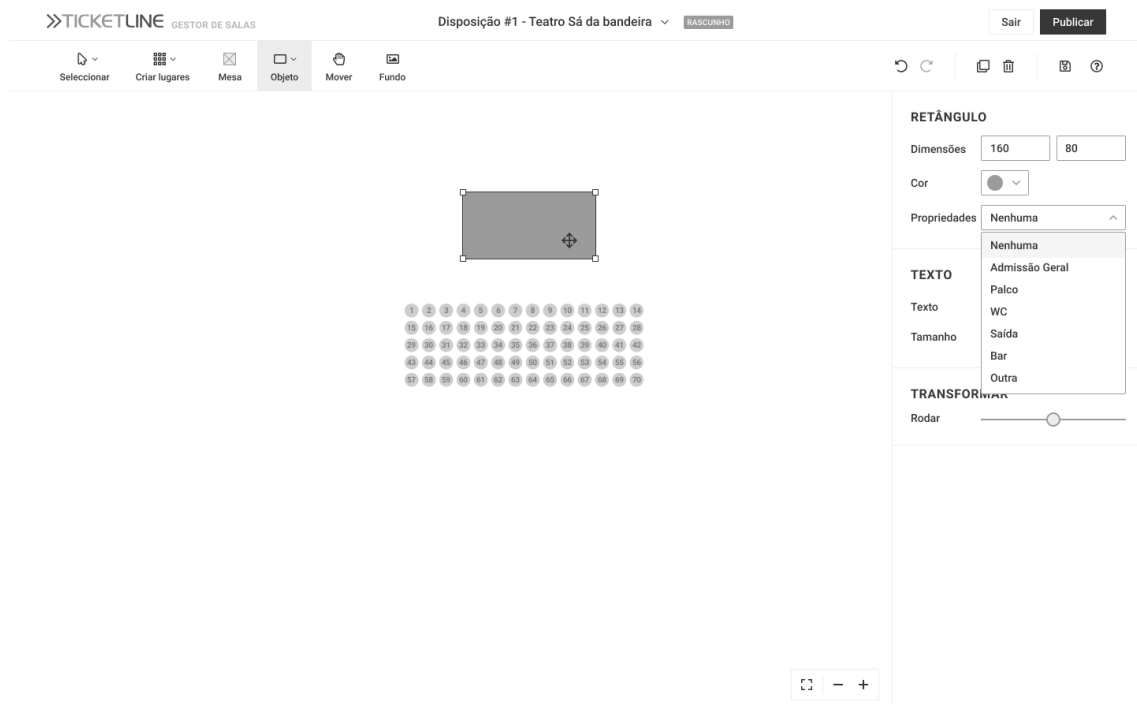 TICKETLINE GESTOR DE SALAS
Disposição #1 - Teatro Sá da bandeira
RASCUNHO
Sair
Publicar
Seleccionar
Criar lugares
Mesa
Objeto
Mover
Fundo
RETÂNGULO
Dimensões 160 80
Cor
Propriedades Nenhuma
Nenhuma
Admissão Geral
Palco
WC
Saída
Bar
Outra
TEXTO
Texto
Tamanho
TRANSFORMAR
Rodar
1 2 3 4 5 6 7 8 9 10 11 12 13 14
15 16 17 18 19 20 21 22 23 24 25 26 27 28
29 30 31 32 33 34 35 36 37 38 39 40 41 42
43 44 45 46 47 48 49 50 51 52 53 54 55 56
57 58 59 60 61 62 63 64 65 66 67 68 69 70